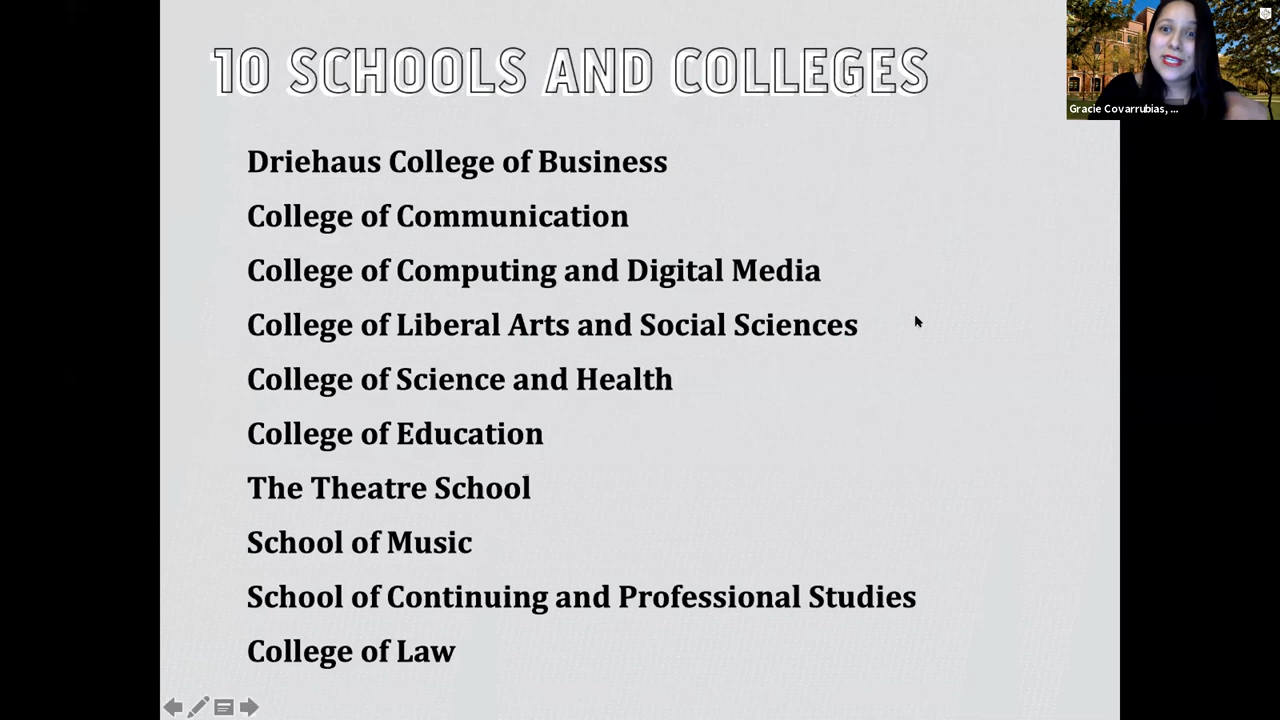 10 SCHOOLS AND COLLEGES
Gracie Covarrubias, ...
Driehaus College of Business
College of Communication
College of Computing and Digital Media
College of Liberal Arts and Social Sciences
College of Science and Health
College of Education
The Theatre School
School of Music
School of Continuing and Professional Studies
College of Law